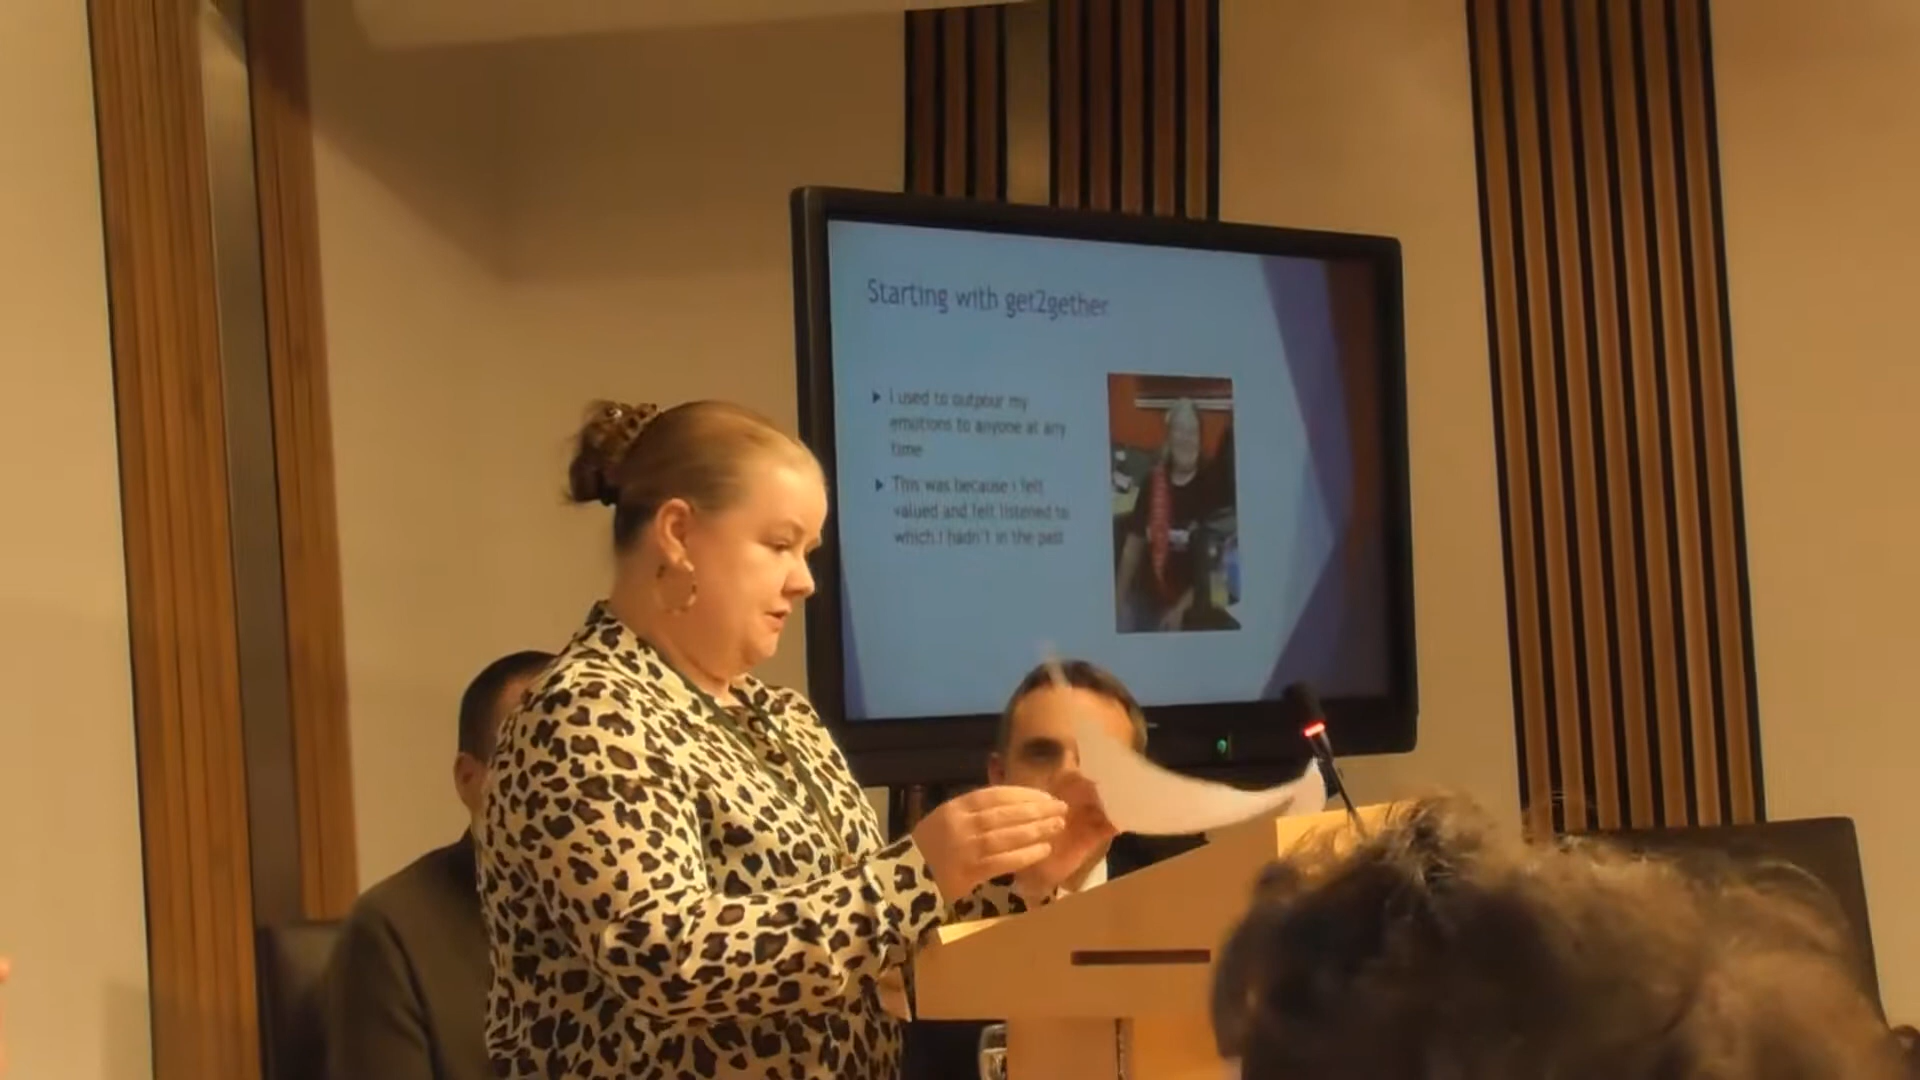 Starting with get2gether
I used to outpour my
emotions to anyone at any
time
This was because I felt
valued and felt listened to
which I hadn't in the past